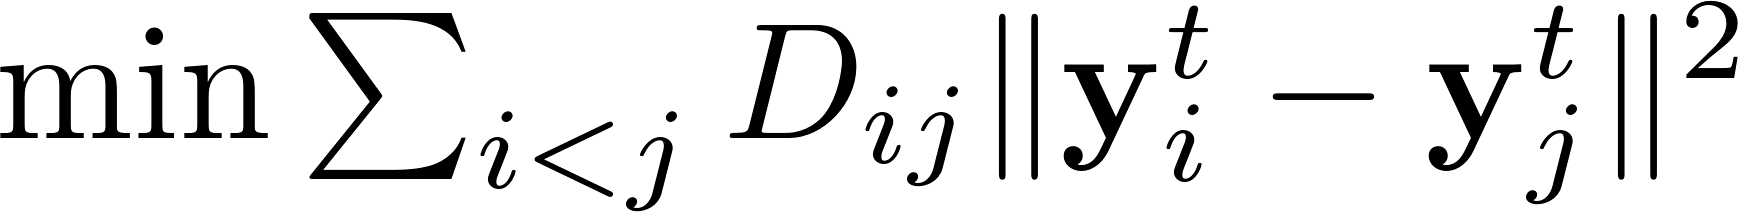 min ∑_{i<j} D_{ij} ‖𝐲_i^t − 𝐲_j^t‖^2